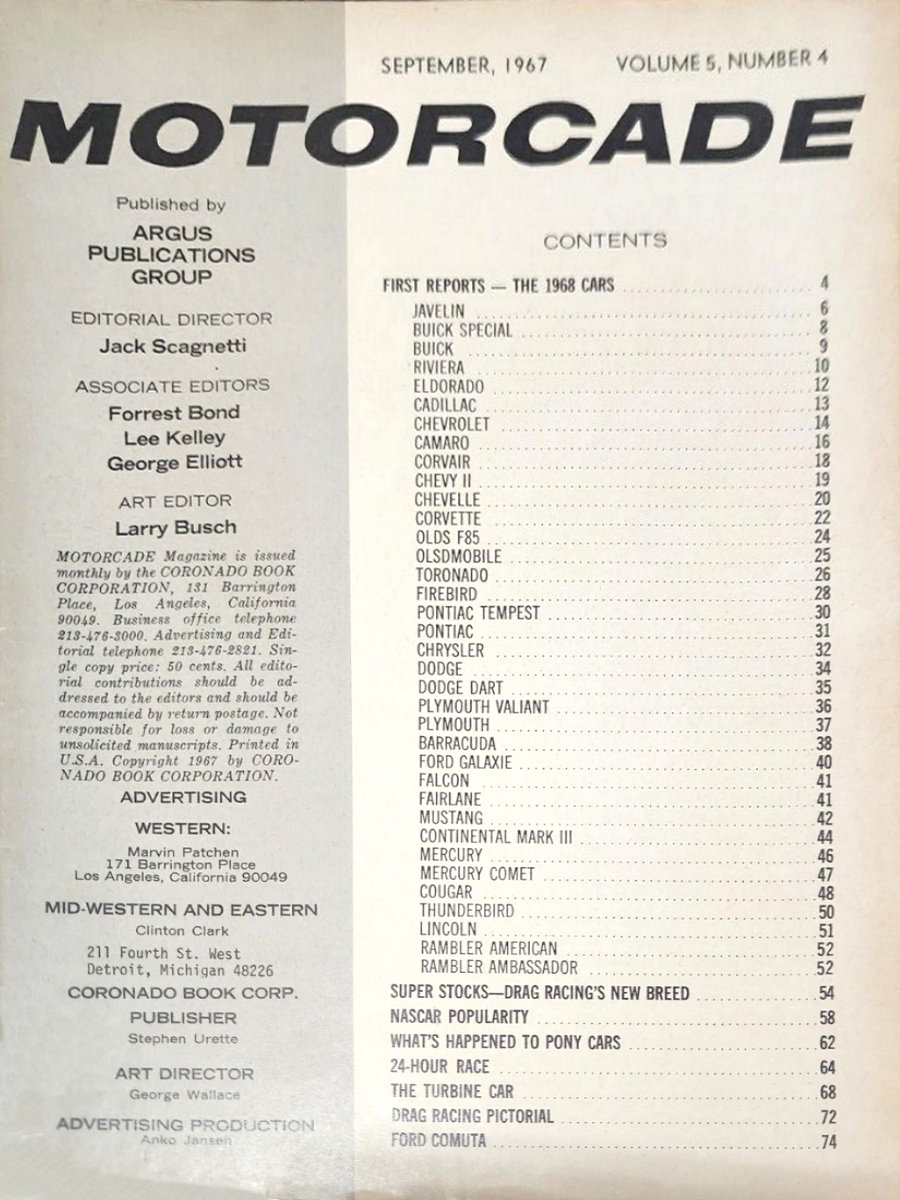 SEPTEMBER, 1967 VOLUME 5, NUMBER 4
MOTORCADE
Published by
ARGUS
PUBLICATIONS
GROUP
EDITORIAL DIRECTOR
Jack Scagnetti
ASSOCIATE EDITORS
Forrest Bond
Lee Kelley
George Elliott
ART EDITOR
Larry Busch
MOTORCADE Magazine is issued
monthly by the CORONADO BOOK
CORPORATION, 131 Barrington
Place, Los Angeles, California
90049. Business office telephone
213-476-3000. Advertising and Edi-
torial telephone 213-476-2821. Sin-
gle copy price: 50 cents. All edito-
rial contributions should be ad-
dressed to the editors and should be
accompanied by return postage. Not
responsible for loss or damage to
unsolicited manuscripts. Printed in
U.S.A. Copyright 1967 by CORO-
NADO BOOK CORPORATION.
ADVERTISING
WESTERN:
Marvin Patchen
171 Barrington Place
Los Angeles, California 90049
MID-WESTERN AND EASTERN
Clinton Clark
211 Fourth St. West
Detroit, Michigan 48226
CORONADO BOOK CORP.
PUBLISHER
Stephen Urette
ART DIRECTOR
George Wallace
ADVERTISING PRODUCTION
Anko Jansen
CONTENTS
FIRST REPORTS — THE 1968 CARS 4
JAVELIN 6
BUICK SPECIAL 8
BUICK 9
RIVIERA 10
ELDORADO 12
CADILLAC 13
CHEVROLET 14
CAMARO 16
CORVAIR 18
CHEVY II 19
CHEVELLE 20
CORVETTE 22
OLDS F85 24
OLSDMOBILE 25
TORONADO 26
FIREBIRD 28
PONTIAC TEMPEST 30
PONTIAC 31
CHRYSLER 32
DODGE 34
DODGE DART 35
PLYMOUTH VALIANT 36
PLYMOUTH 37
BARRACUDA 38
FORD GALAXIE 40
FALCON 41
FAIRLANE 41
MUSTANG 42
CONTINENTAL MARK III 44
MERCURY 46
MERCURY COMET 47
COUGAR 48
THUNDERBIRD 50
LINCOLN 51
RAMBLER AMERICAN 52
RAMBLER AMBASSADOR 52
SUPER STOCKS—DRAG RACING'S NEW BREED 54
NASCAR POPULARITY 58
WHAT'S HAPPENED TO PONY CARS 62
24-HOUR RACE 64
THE TURBINE CAR 68
DRAG RACING PICTORIAL 72
FORD COMUTA 74